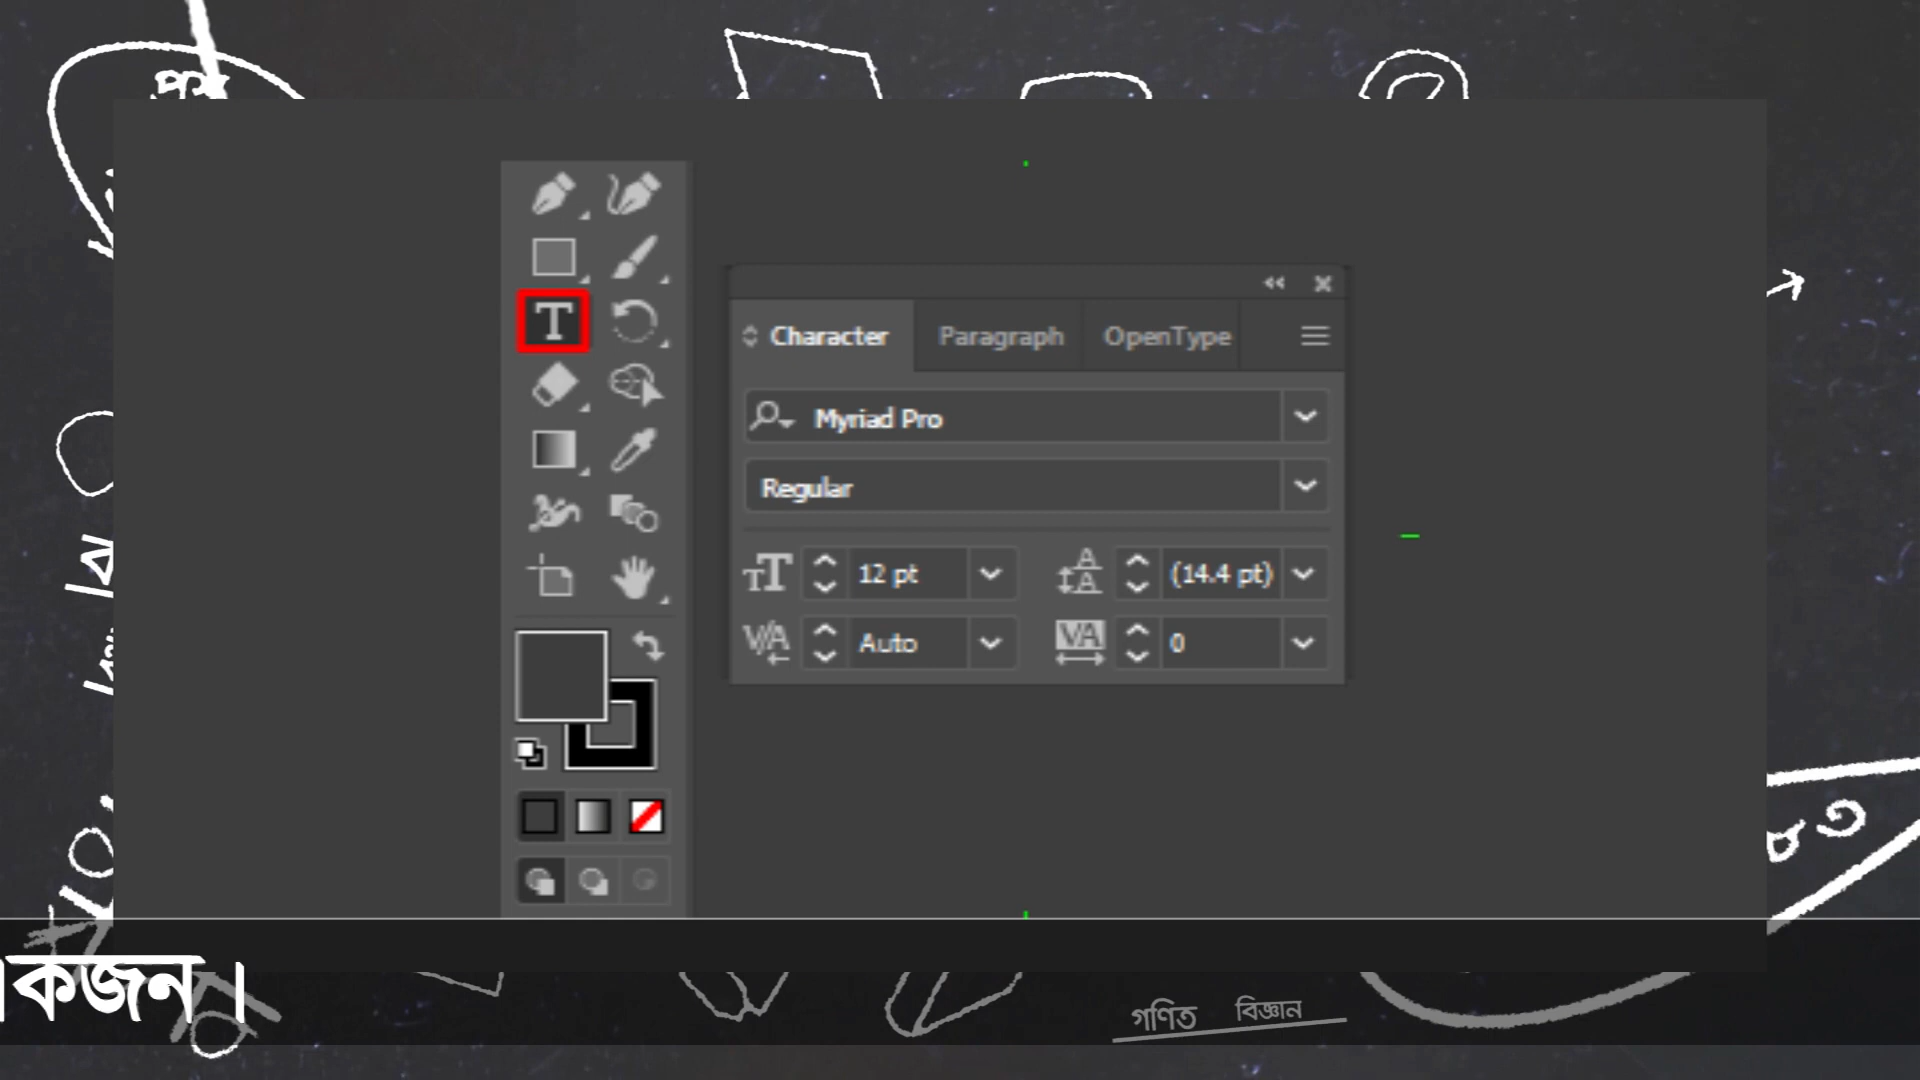 Character Paragraph OpenType
Myriad Pro
Regular
12 pt (14.4 pt)
Auto 0
কজন।
গণিত বিজ্ঞান